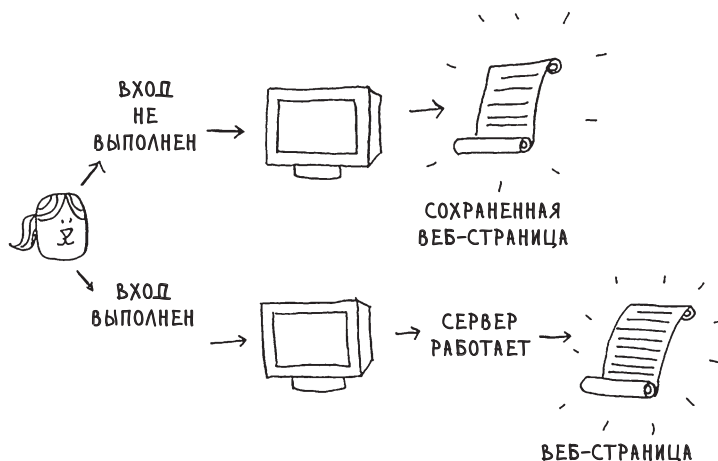 ВХОД
НЕ
ВЫПОЛНЕН
СОХРАНЕННАЯ
ВЕБ-СТРАНИЦА
ВХОД
ВЫПОЛНЕН
СЕРВЕР
РАБОТАЕТ
ВЕБ-СТРАНИЦА